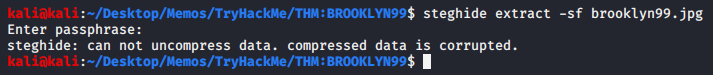 kali@kali:~/Desktop/Memos/TryHackMe/THM:BROOKLYN99$ steghide extract -sf brooklyn99.jpg
Enter passphrase:
steghide: can not uncompress data. compressed data is corrupted.
kali@kali:~/Desktop/Memos/TryHackMe/THM:BROOKLYN99$